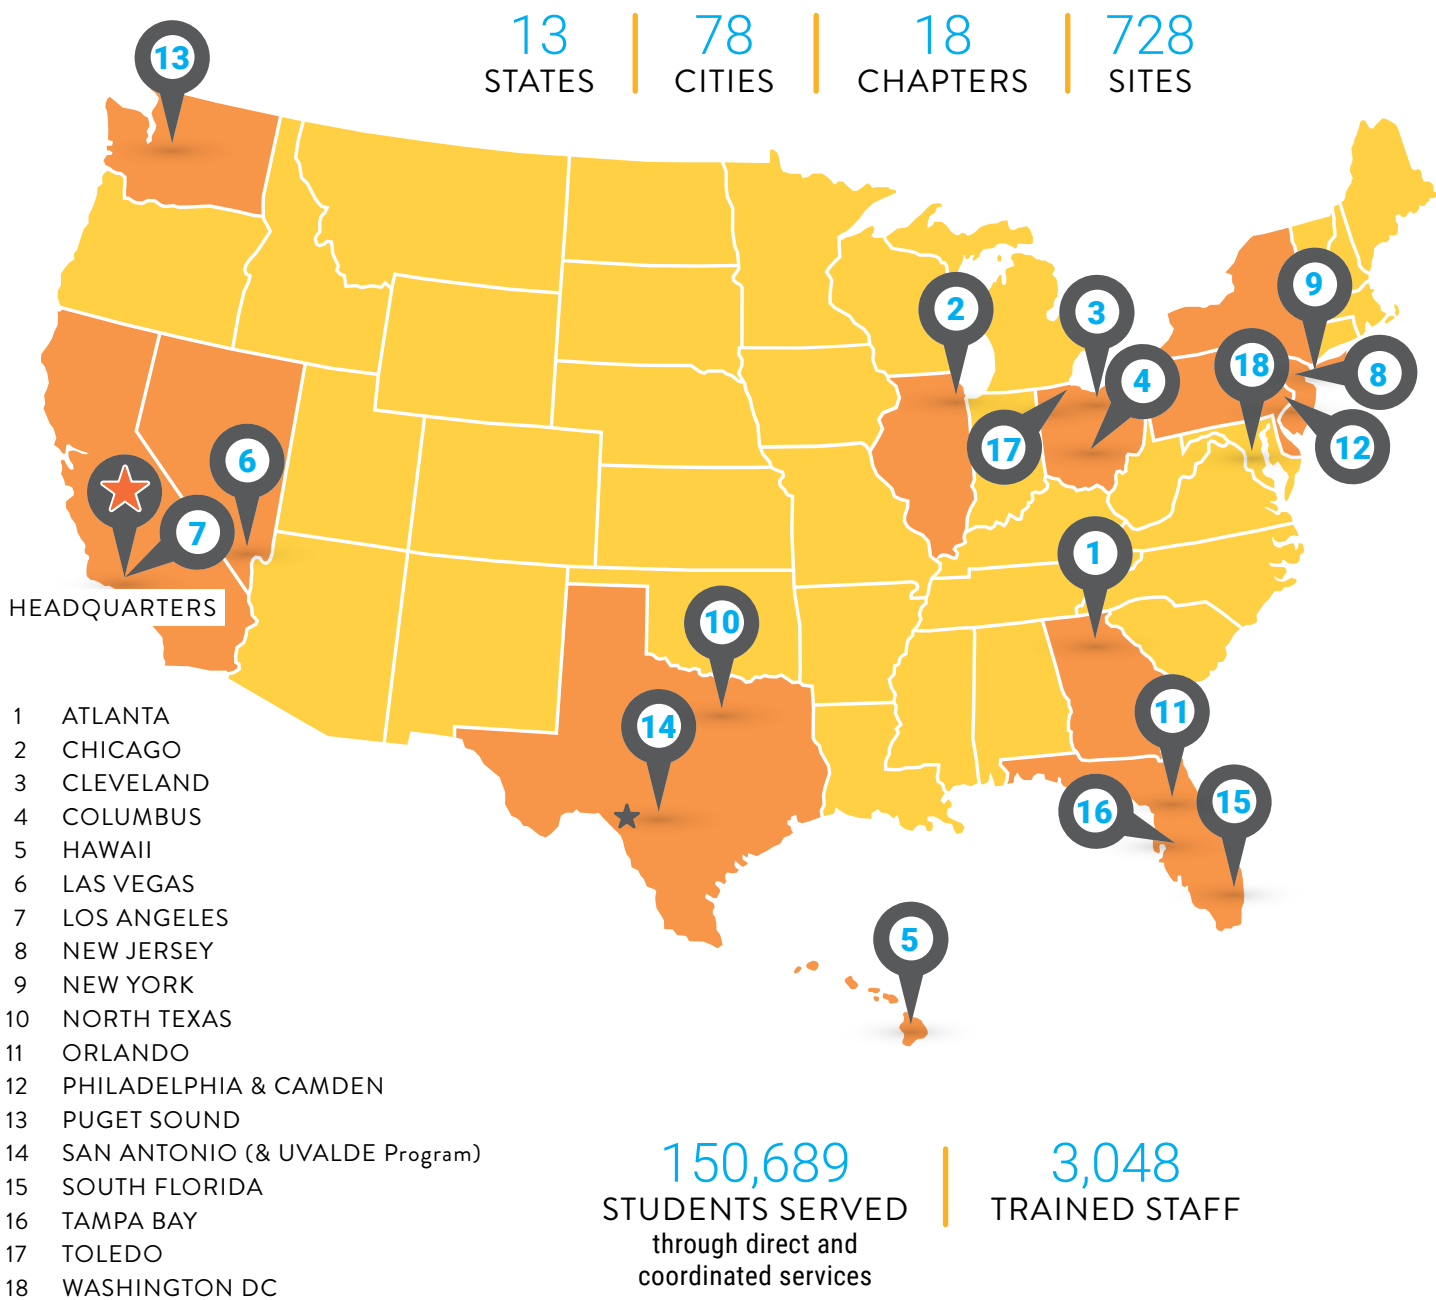 13
STATES
78
CITIES
18
CHAPTERS
728
SITES
13
9
2
3
18
8
4
17
12
6
7
HEADQUARTERS
1
10
14
11
15
16
5
1 ATLANTA
2 CHICAGO
3 CLEVELAND
4 COLUMBUS
5 HAWAII
6 LAS VEGAS
7 LOS ANGELES
8 NEW JERSEY
9 NEW YORK
10 NORTH TEXAS
11 ORLANDO
12 PHILADELPHIA & CAMDEN
13 PUGET SOUND
14 SAN ANTONIO (& UVALDE Program)
15 SOUTH FLORIDA
16 TAMPA BAY
17 TOLEDO
18 WASHINGTON DC
150,689
STUDENTS SERVED
through direct and
coordinated services
3,048
TRAINED STAFF